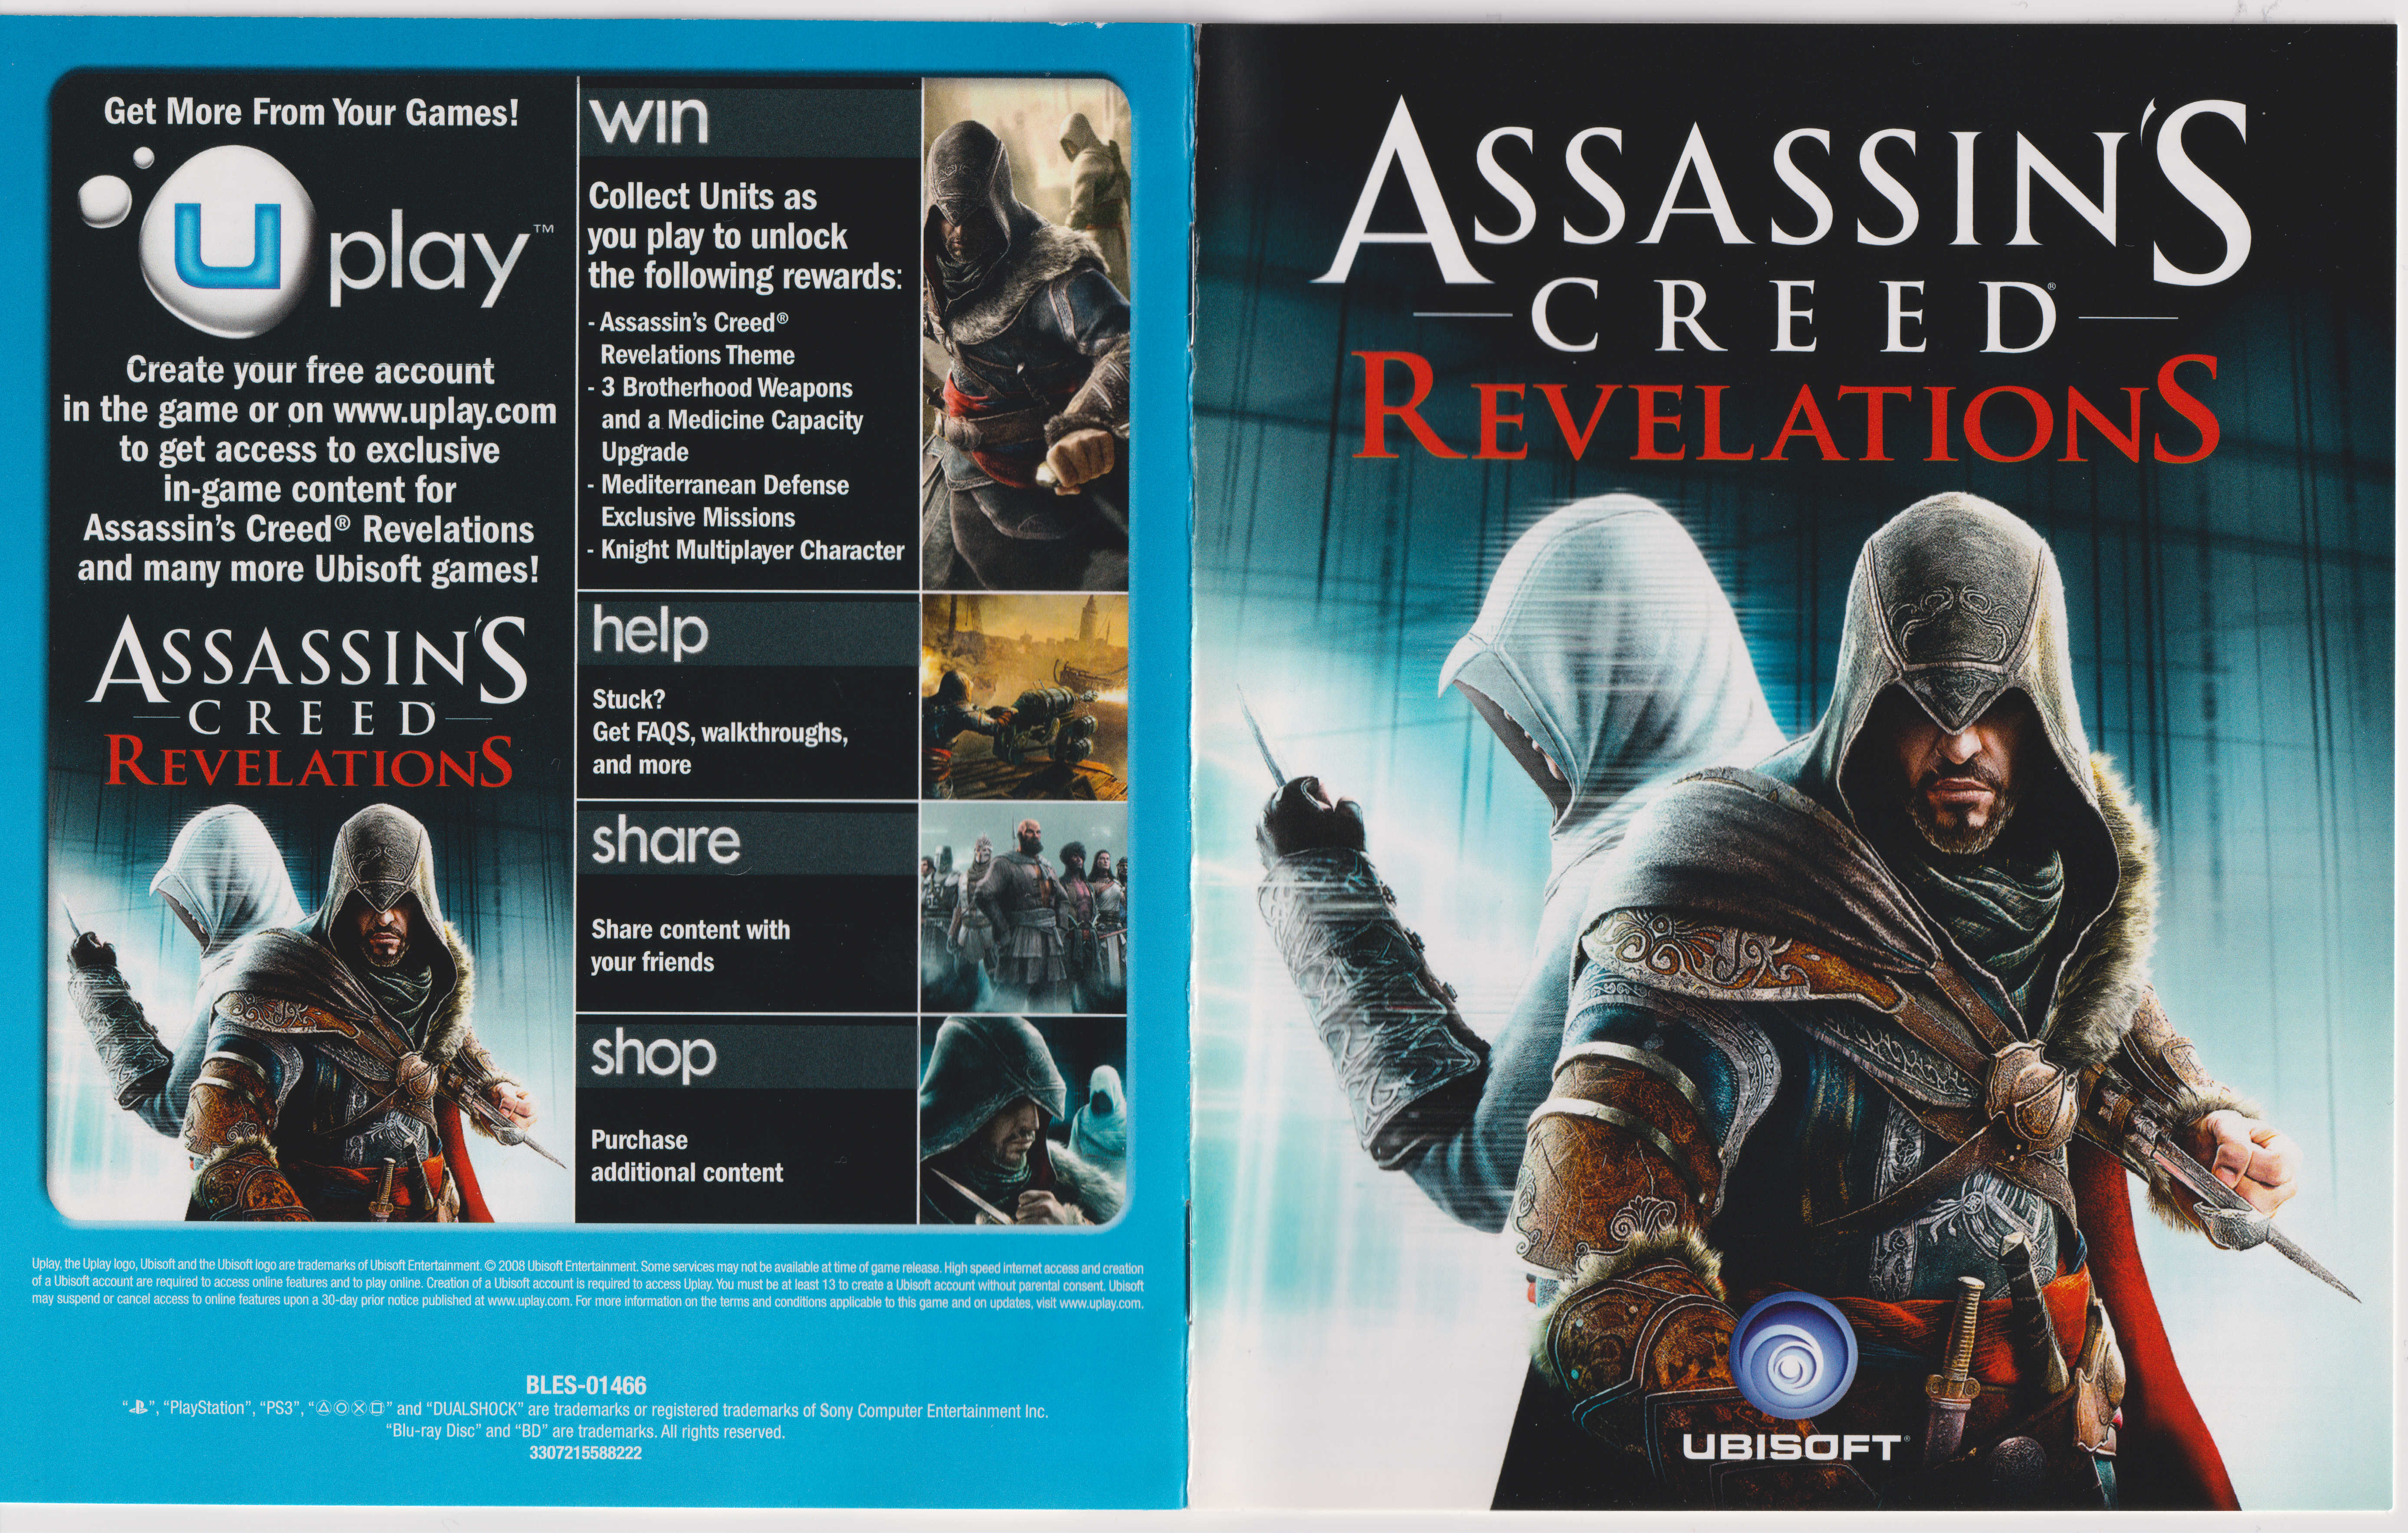 Get More From Your Games!
U play™
Create your free account
in the game or on www.uplay.com
to get access to exclusive
in-game content for
Assassin's Creed® Revelations
and many more Ubisoft games!
ASSASSIN'S
CREED
REVELATIONS
win
Collect Units as
you play to unlock
the following rewards:
- Assassin's Creed®
Revelations Theme
- 3 Brotherhood Weapons
and a Medicine Capacity
Upgrade
- Mediterranean Defense
Exclusive Missions
- Knight Multiplayer Character
help
Stuck?
Get FAQS, walkthroughs,
and more
share
Share content with
your friends
shop
Purchase
additional content
Uplay, the Uplay logo, Ubisoft and the Ubisoft logo are trademarks of Ubisoft Entertainment. © 2008 Ubisoft Entertainment. Some services may not be available at time of game release. High speed internet access and creation
of a Ubisoft account are required to access online features and to play online. Creation of a Ubisoft account is required to access Uplay. You must be at least 13 to create a Ubisoft account without parental consent. Ubisoft
may suspend or cancel access to online features upon a 30-day prior notice published at www.uplay.com. For more information on the terms and conditions applicable to this game and on updates, visit www.uplay.com.
BLES-01466
“ ”, “PlayStation”, “PS3”, “△○✕□” and “DUALSHOCK” are trademarks or registered trademarks of Sony Computer Entertainment Inc.
“Blu-ray Disc” and “BD” are trademarks. All rights reserved.
3307215588222
ASSASSIN'S
CREED®
REVELATIONS
UBISOFT®